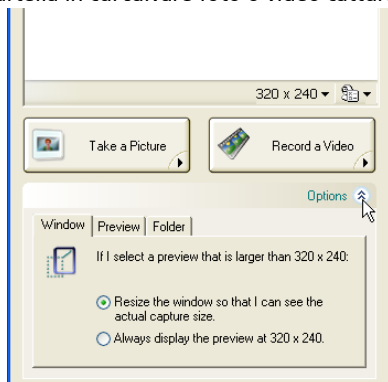 320 x 240
Take a Picture
Record a Video
Options
Window
Preview
Folder
If I select a preview that is larger than 320 x 240:
Resize the window so that I can see the
actual capture size.
Always display the preview at 320 x 240.